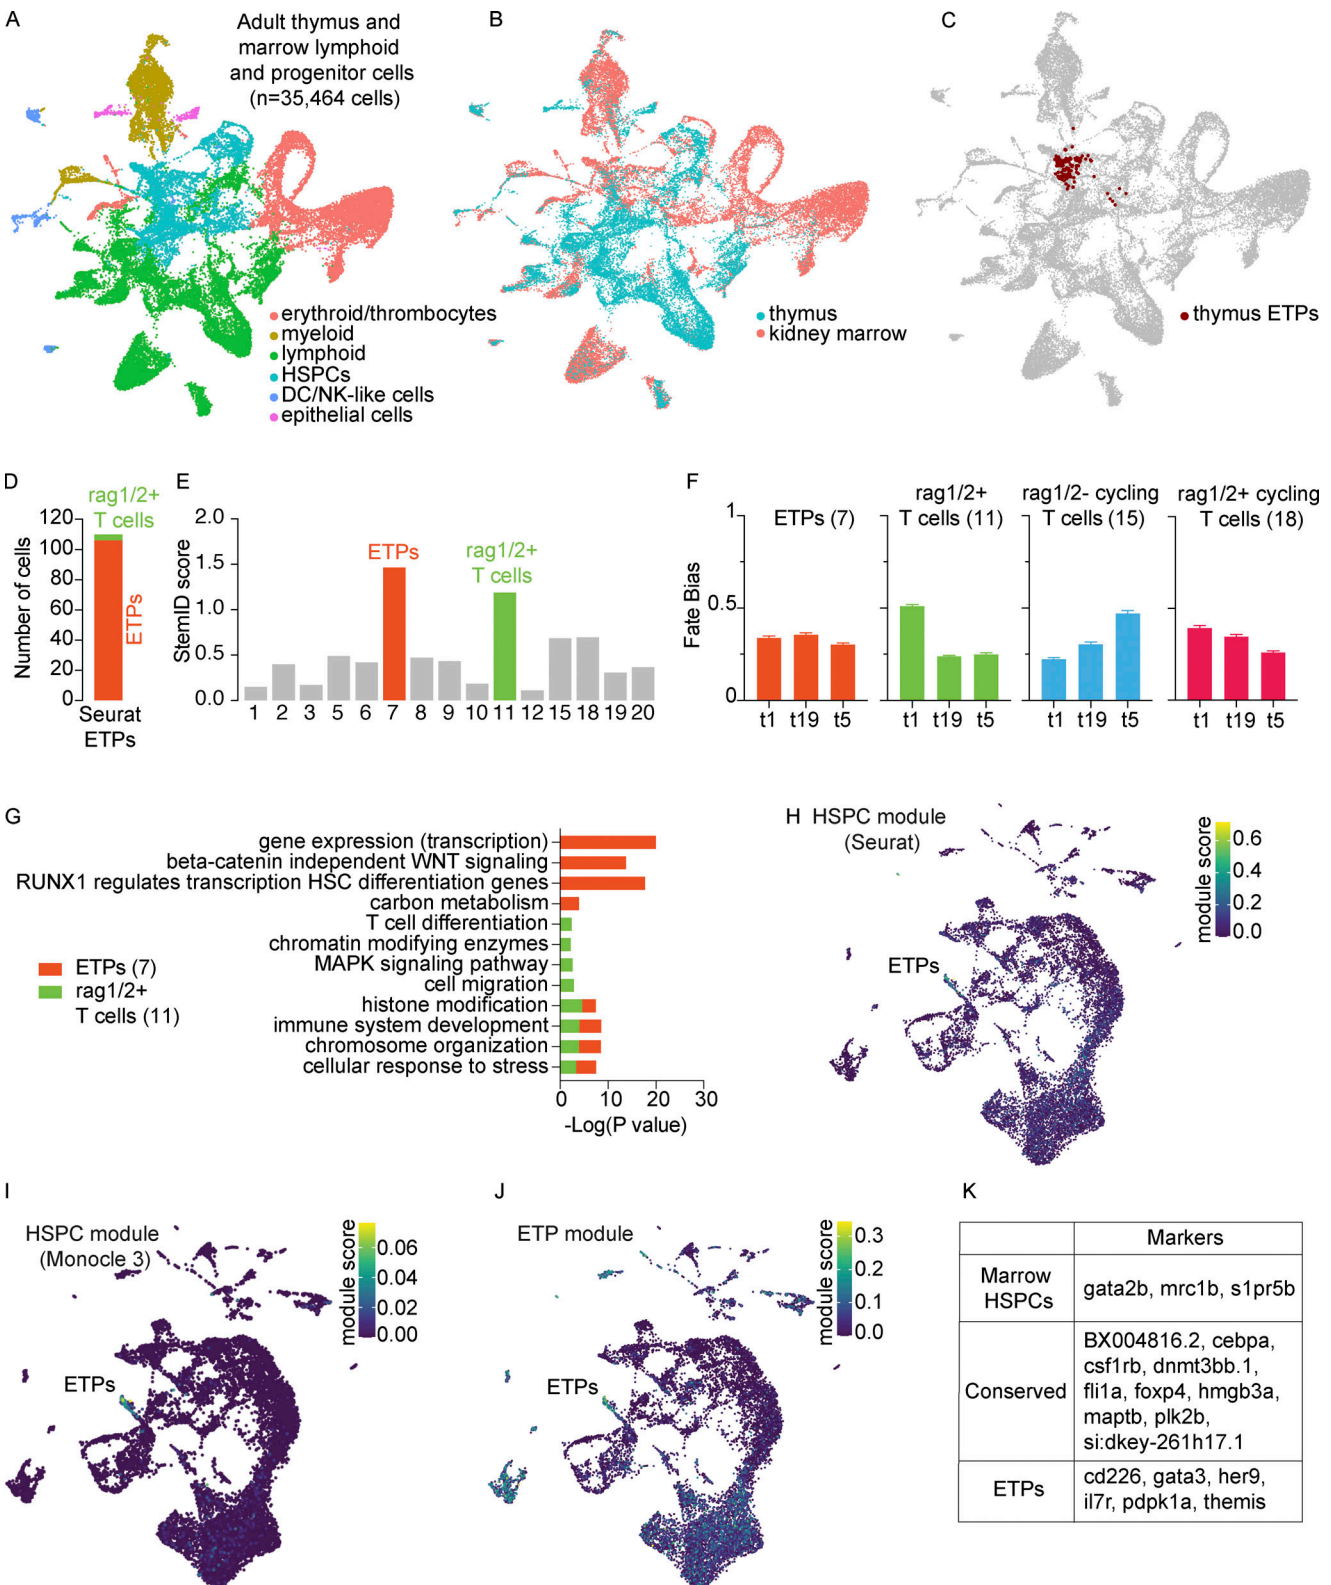 A
Adult thymus and
marrow lymphoid
and progenitor cells
(n=35,464 cells)
erythroid/thrombocytes
myeloid
lymphoid
HSPCs
DC/NK-like cells
epithelial cells
B
thymus
kidney marrow
C
thymus ETPs
D
rag1/2+
T cells
Number of cells
120
100
80
60
40
20
0
ETPs
Seurat
ETPs
E
StemID score
2.0
1.5
1.0
0.5
0.0
ETPs
rag1/2+
T cells
1 2 3 5 6 7 8 9 10 11 12 15 18 19 20
F
Fate Bias
1
0.5
0
ETPs (7)
t1 t19 t5
rag1/2+
T cells (11)
t1 t19 t5
rag1/2- cycling
T cells (15)
t1 t19 t5
rag1/2+ cycling
T cells (18)
t1 t19 t5
G
gene expression (transcription)
beta-catenin independent WNT signaling
RUNX1 regulates transcription HSC differentiation genes
carbon metabolism
T cell differentiation
chromatin modifying enzymes
MAPK signaling pathway
cell migration
histone modification
immune system development
chromosome organization
cellular response to stress
ETPs (7)
rag1/2+
T cells (11)
0 10 20 30
-Log(P value)
H
HSPC module
(Seurat)
module score
0.6
0.4
0.2
0.0
ETPs
I
HSPC module
(Monocle 3)
module score
0.06
0.04
0.02
0.00
ETPs
J
ETP module
module score
0.3
0.2
0.1
0.0
ETPs
K
Markers
Marrow
HSPCs
gata2b, mrc1b, s1pr5b
Conserved
BX004816.2, cebpa,
csf1rb, dnmt3bb.1,
fli1a, foxp4, hmgb3a,
maptb, plk2b,
si:dkey-261h17.1
ETPs
cd226, gata3, her9,
il7r, pdpk1a, themis